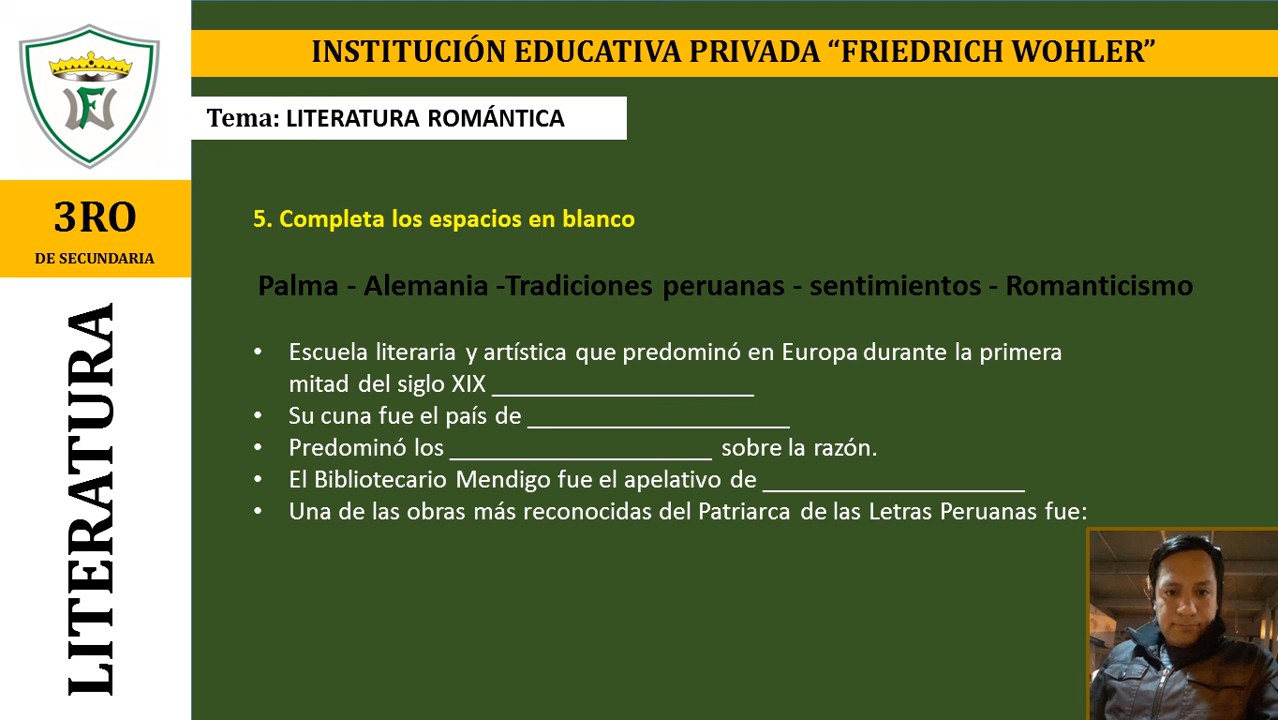 INSTITUCIÓN EDUCATIVA PRIVADA “FRIEDRICH WOHLER”
Tema: LITERATURA ROMÁNTICA
3RO
DE SECUNDARIA
LITERATURA
5. Completa los espacios en blanco
Palma - Alemania -Tradiciones peruanas - sentimientos - Romanticismo
• Escuela literaria y artística que predominó en Europa durante la primera
mitad del siglo XIX ____________________
• Su cuna fue el país de ____________________
• Predominó los ____________________ sobre la razón.
• El Bibliotecario Mendigo fue el apelativo de ____________________
• Una de las obras más reconocidas del Patriarca de las Letras Peruanas fue: